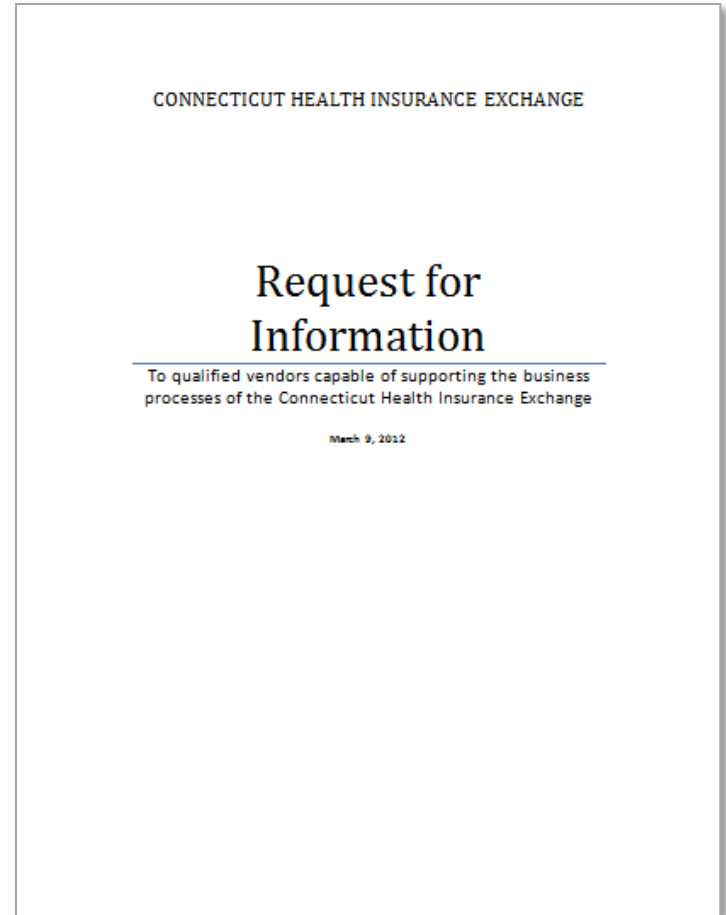 CONNECTICUT HEALTH INSURANCE EXCHANGE
Request for
Information
To qualified vendors capable of supporting the business
processes of the Connecticut Health Insurance Exchange
March 9, 2012